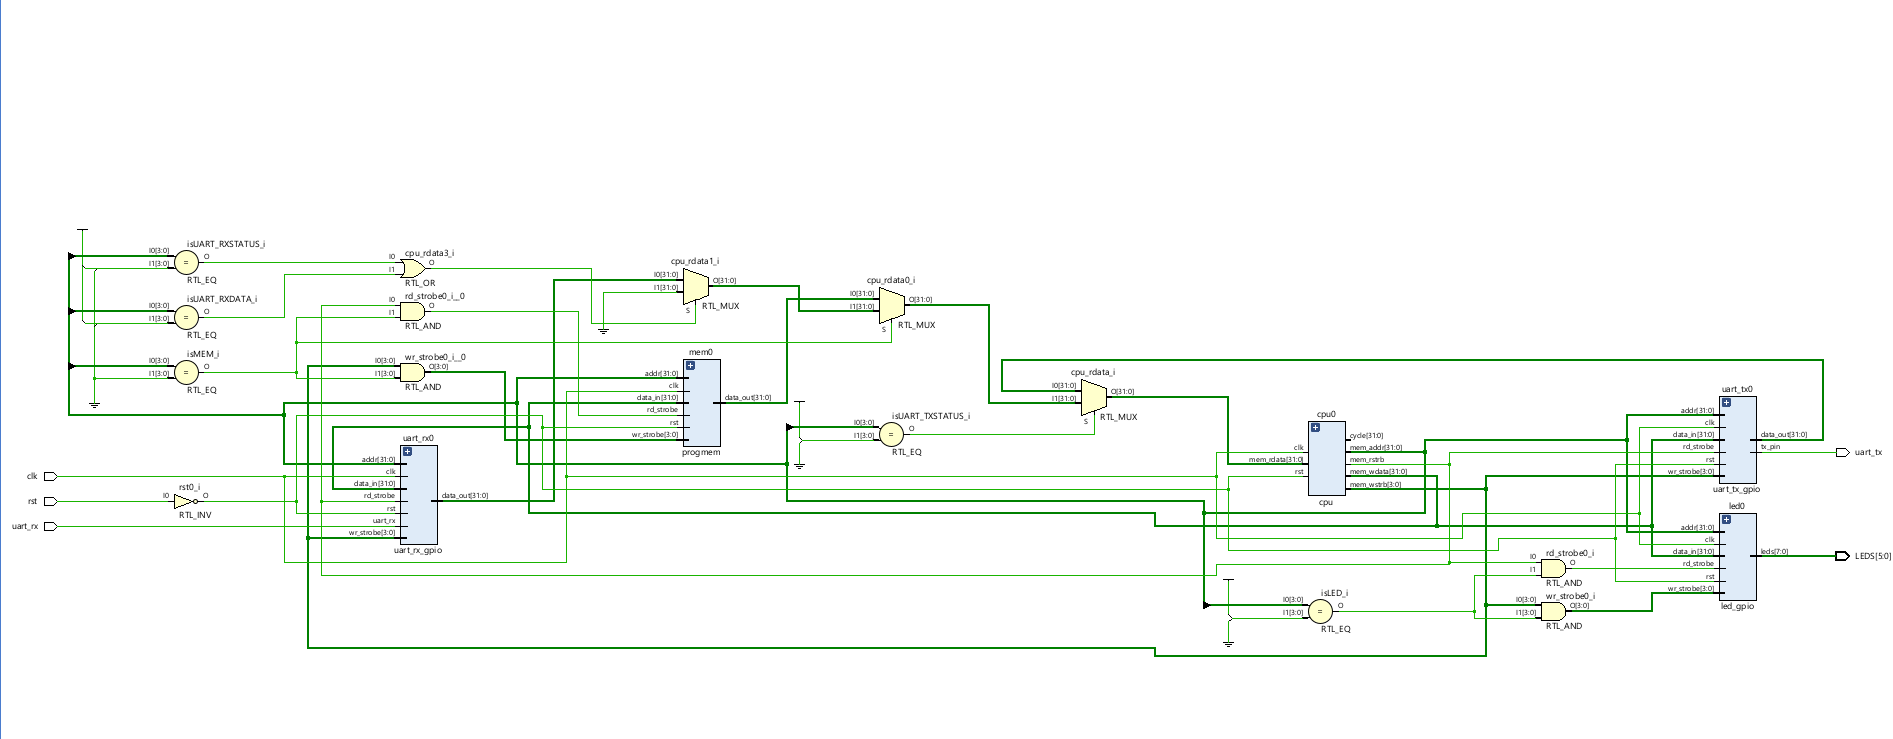 isUART_RXSTATUS_i
I0[3:0]
I1[3:0]
=
O
RTL_EQ
isUART_RXDATA_i
I0[3:0]
I1[3:0]
=
O
RTL_EQ
isMEM_i
I0[3:0]
I1[3:0]
=
O
RTL_EQ
clk
rst
uart_rx
rst0_i
I0
O
RTL_INV
cpu_rdata3_i
I0
I1
O
RTL_OR
rd_strobe0_i__0
I0
I1
O
RTL_AND
wr_strobe0_i__0
I0[3:0]
I1[3:0]
O[3:0]
RTL_AND
uart_rx0
addr[31:0]
clk
data_in[31:0]
rd_strobe
rst
uart_rx
wr_strobe[3:0]
data_out[31:0]
uart_rx_gpio
cpu_rdata1_i
I0[31:0]
I1[31:0]
S
O[31:0]
RTL_MUX
mem0
addr[31:0]
clk
data_in[31:0]
rd_strobe
rst
wr_strobe[3:0]
data_out[31:0]
progmem
cpu_rdata0_i
I0[31:0]
I1[31:0]
S
O[31:0]
RTL_MUX
isUART_TXSTATUS_i
I0[3:0]
I1[3:0]
=
O
RTL_EQ
cpu_rdata_i
I0[31:0]
I1[31:0]
S
O[31:0]
RTL_MUX
cpu0
clk
mem_rdata[31:0]
rst
cycle[31:0]
mem_addr[31:0]
mem_rstrb
mem_wdata[31:0]
mem_wstrb[3:0]
cpu
isLED_i
I0[3:0]
I1[3:0]
=
O
RTL_EQ
rd_strobe0_i
I0
I1
O
RTL_AND
wr_strobe0_i
I0[3:0]
I1[3:0]
O[3:0]
RTL_AND
uart_tx0
addr[31:0]
clk
data_in[31:0]
rd_strobe
rst
wr_strobe[3:0]
data_out[31:0]
tx_pin
uart_tx_gpio
led0
addr[31:0]
clk
data_in[31:0]
rd_strobe
rst
wr_strobe[3:0]
leds[7:0]
led_gpio
uart_tx
LEDS[5:0]